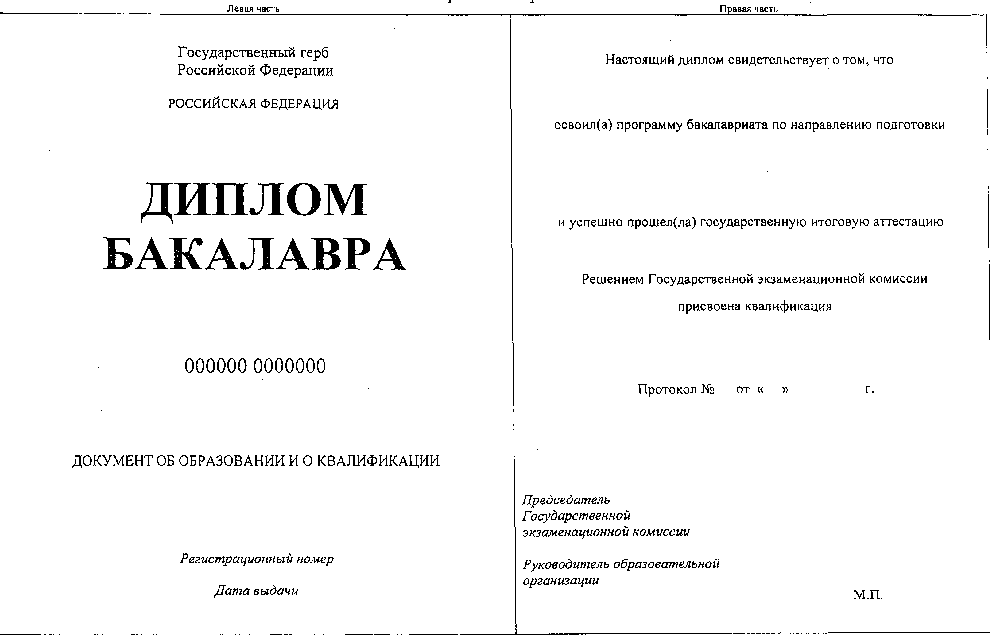 Левая часть
Правая часть
Государственный герб
Российской Федерации
РОССИЙСКАЯ ФЕДЕРАЦИЯ
ДИПЛОМ
БАКАЛАВРА
000000 0000000
ДОКУМЕНТ ОБ ОБРАЗОВАНИИ И О КВАЛИФИКАЦИИ
Регистрационный номер
Дата выдачи
Настоящий диплом свидетельствует о том, что
освоил(а) программу бакалавриата по направлению подготовки
и успешно прошел(ла) государственную итоговую аттестацию
Решением Государственной экзаменационной комиссии
присвоена квалификация
Протокол № от « » г.
Председатель
Государственной
экзаменационной комиссии
Руководитель образовательной
организации
М.П.